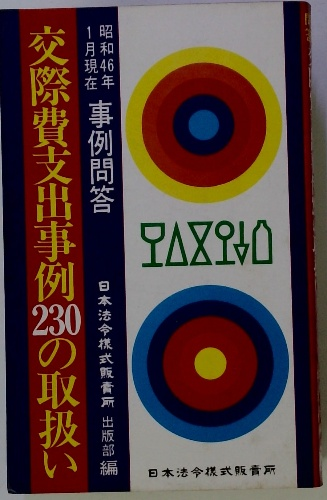 交際費支出事例230の取扱い
昭和46年
1月現在
事例問答
日本法令様式販売所 出版部 編
日本法令様式販売所